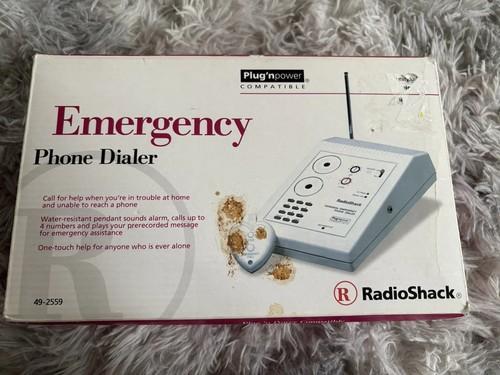 Plug'npower®
COMPATIBLE
Emergency
Phone Dialer
Call for help when you're in trouble at home
and unable to reach a phone
Water-resistant pendant sounds alarm, calls up to
4 numbers and plays your prerecorded message
for emergency assistance
One-touch help for anyone who is ever alone
RadioShack
49-2559
R RadioShack®